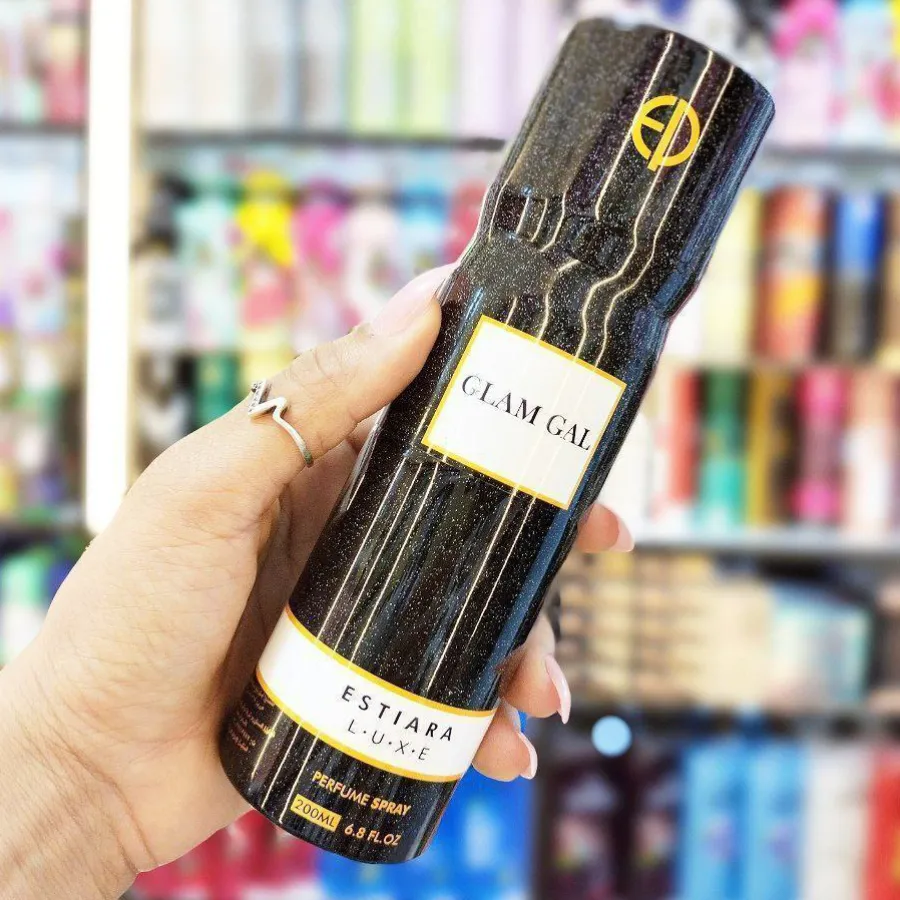 GLAM GAL
ESTIARA
L·U·X·E
PERFUME SPRAY
200ML 6.8 FL.OZ